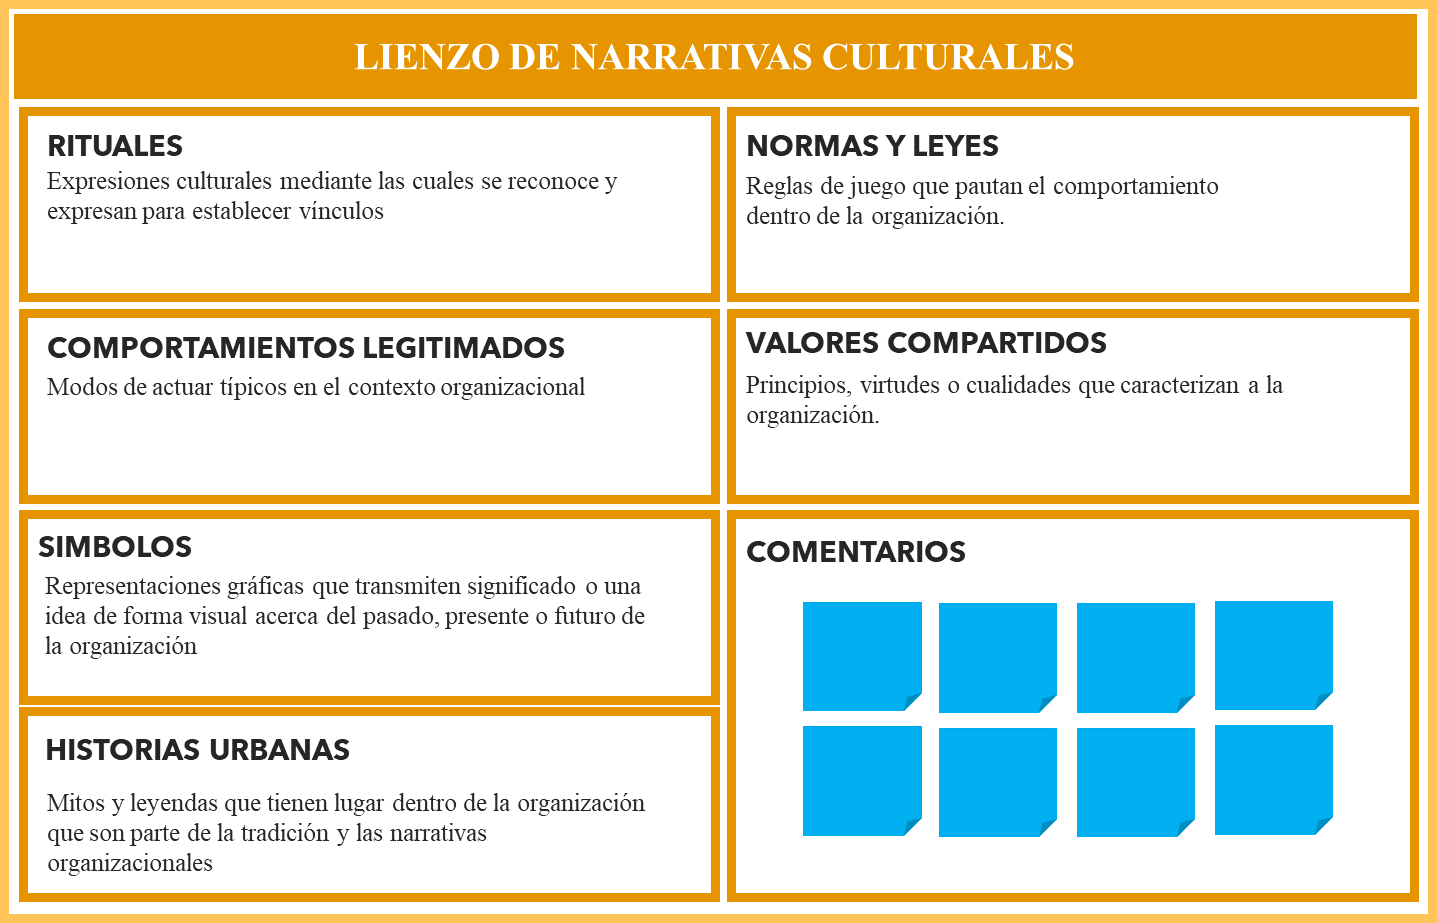 LIENZO DE NARRATIVAS CULTURALES
RITUALES
Expresiones culturales mediante las cuales se reconoce y
expresan para establecer vínculos
NORMAS Y LEYES
Reglas de juego que pautan el comportamiento
dentro de la organización.
COMPORTAMIENTOS LEGITIMADOS
Modos de actuar típicos en el contexto organizacional
VALORES COMPARTIDOS
Principios, virtudes o cualidades que caracterizan a la
organización.
SIMBOLOS
Representaciones gráficas que transmiten significado o una
idea de forma visual acerca del pasado, presente o futuro de
la organización
HISTORIAS URBANAS
Mitos y leyendas que tienen lugar dentro de la organización
que son parte de la tradición y las narrativas
organizacionales
COMENTARIOS